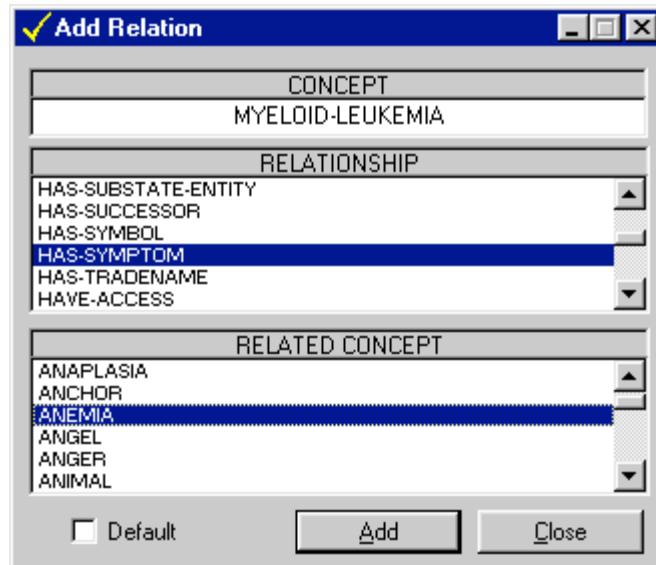 Add Relation
CONCEPT
MYELOID-LEUKEMIA
RELATIONSHIP
HAS-SUBSTATE-ENTITY
HAS-SUCCESSOR
HAS-SYMBOL
HAS-SYMPTOM
HAS-TRADENAME
HAVE-ACCESS
RELATED CONCEPT
ANAPLASIA
ANCHOR
ANEMIA
ANGEL
ANGER
ANIMAL
Default Add Close